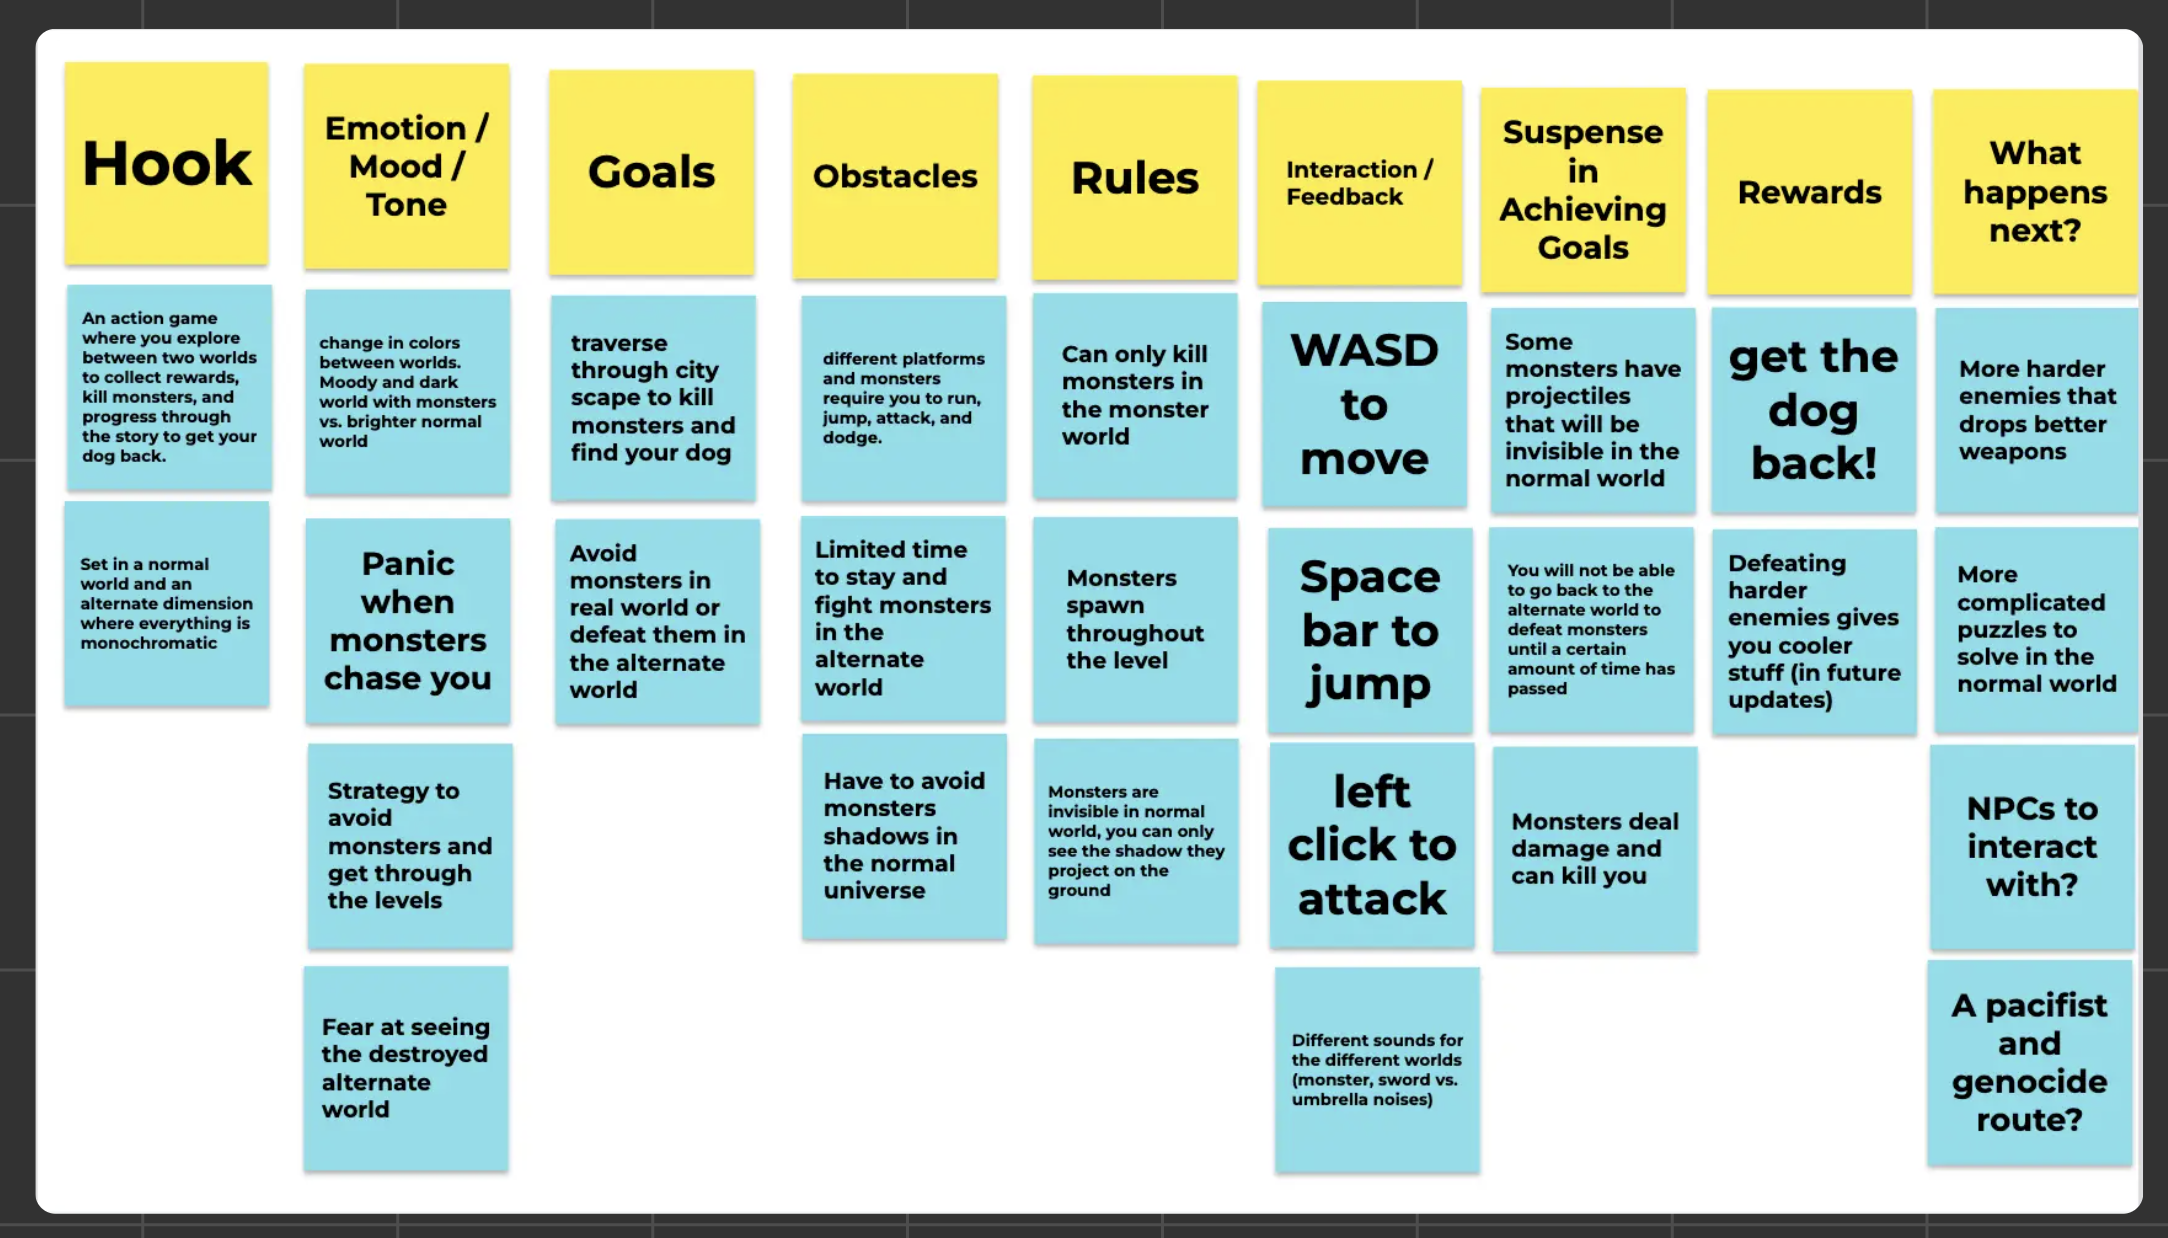 Hook
An action game
where you explore
between two worlds
to collect rewards,
kill monsters, and
progress through
the story to get your
dog back.
Set in a normal
world and an
alternate dimension
where everything is
monochromatic
Emotion /
Mood /
Tone
change in colors
between worlds.
Moody and dark
world with monsters
vs. brighter normal
world
Panic
when
monsters
chase you
Strategy to
avoid
monsters and
get through
the levels
Fear at seeing
the destroyed
alternate
world
Goals
traverse
through city
scape to kill
monsters and
find your dog
Avoid
monsters in
real world or
defeat them in
the alternate
world
Obstacles
different platforms
and monsters
require you to run,
jump, attack, and
dodge.
Limited time
to stay and
fight monsters
in the
alternate
world
Have to avoid
monsters
shadows in
the normal
universe
Rules
Can only kill
monsters in
the monster
world
Monsters
spawn
throughout
the level
Monsters are
invisible in normal
world, you can only
see the shadow they
project on the
ground
Interaction /
Feedback
WASD
to
move
Space
bar to
jump
left
click to
attack
Different sounds for
the different worlds
(monster, sword vs.
umbrella noises)
Suspense
in
Achieving
Goals
Some
monsters have
projectiles
that will be
invisible in the
normal world
You will not be able
to go back to the
alternate world to
defeat monsters
until a certain
amount of time has
passed
Monsters deal
damage and
can kill you
Rewards
get the
dog
back!
Defeating
harder
enemies gives
you cooler
stuff (in future
updates)
What
happens
next?
More harder
enemies that
drops better
weapons
More
complicated
puzzles to
solve in the
normal world
NPCs to
interact
with?
A pacifist
and
genocide
route?